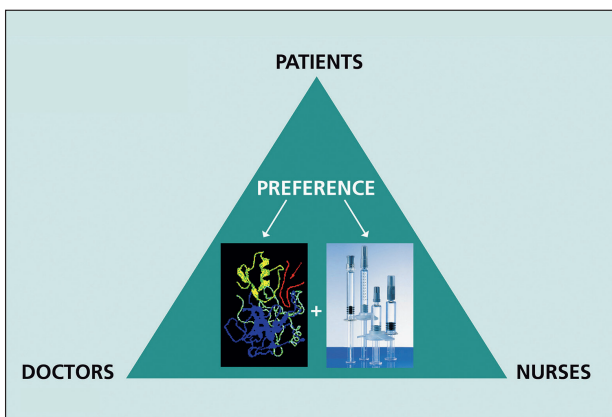 PATIENTS
PREFERENCE
+
DOCTORS
NURSES